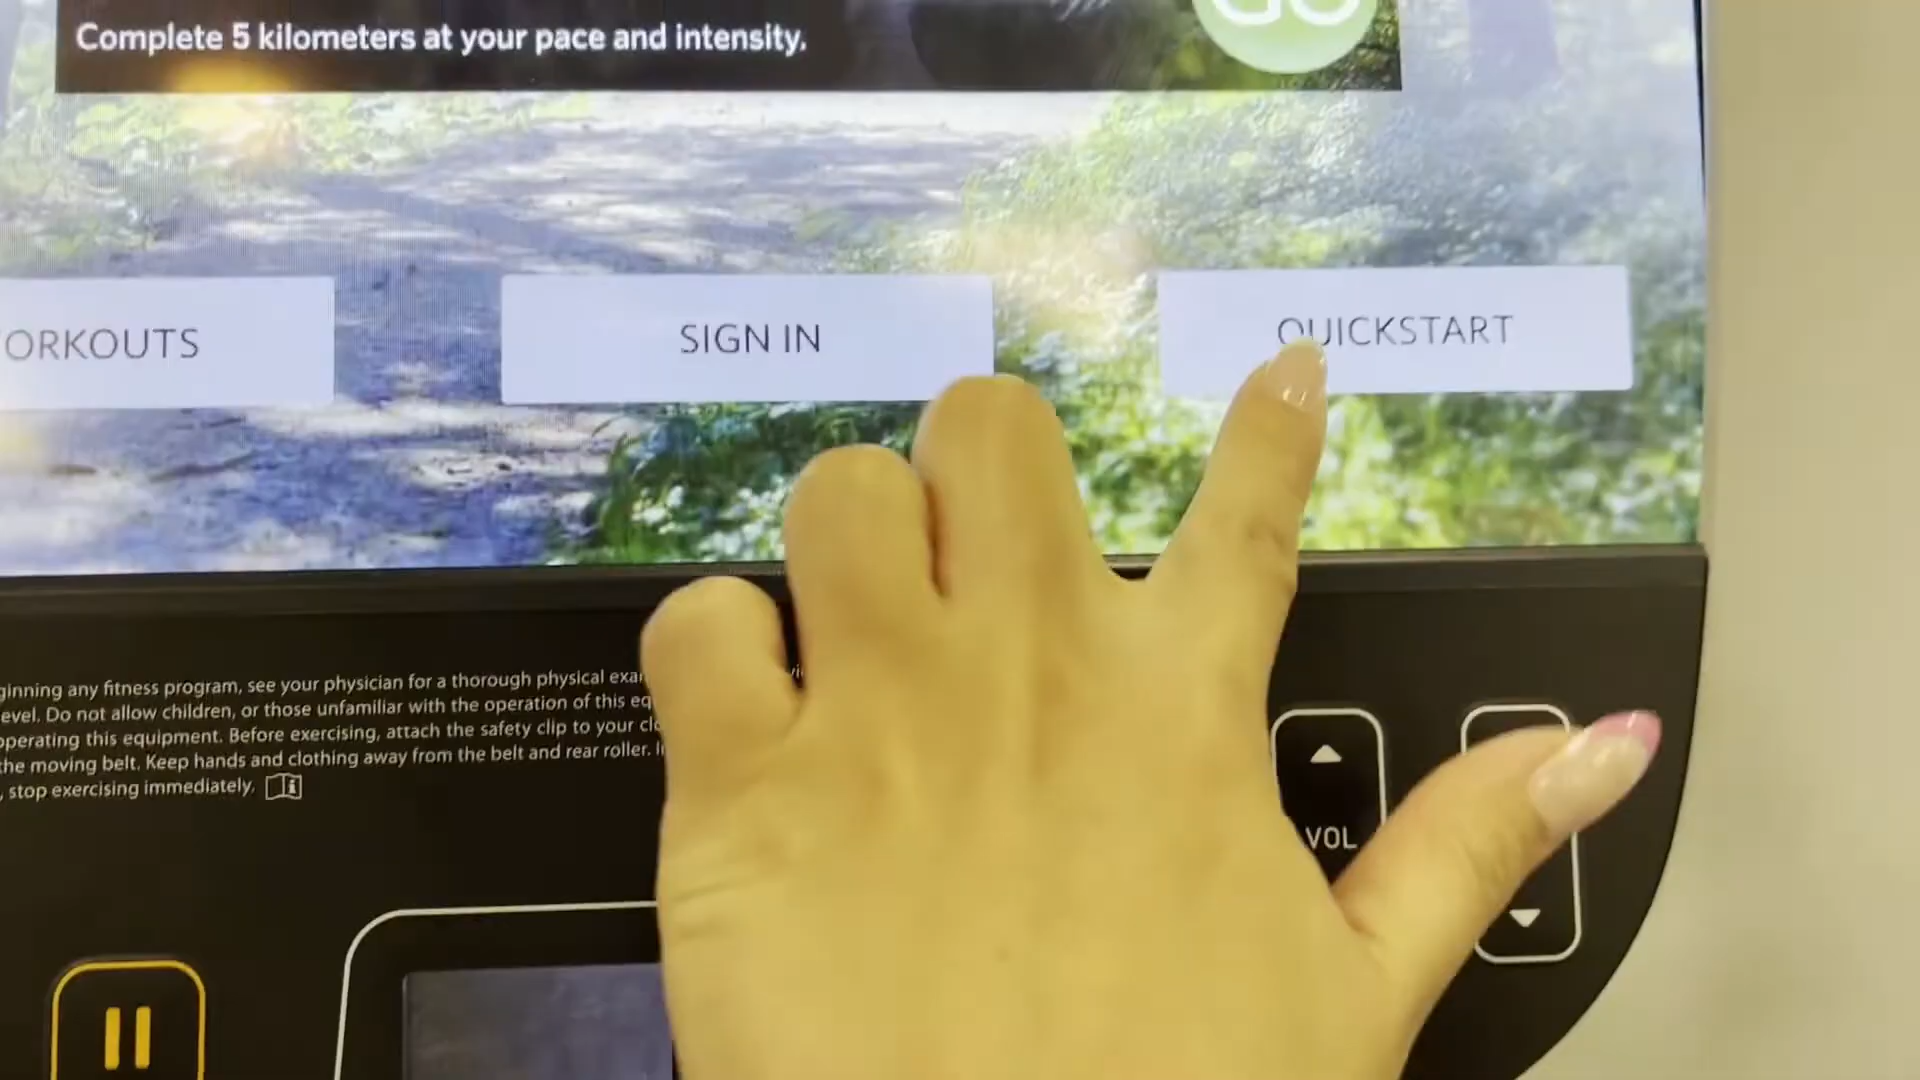 GO
Complete 5 kilometers at your pace and intensity.
ORKOUTS
SIGN IN
QUICKSTART
ginning any fitness program, see your physician for a thorough physical exa
evel. Do not allow children, or those unfamiliar with the operation of this eq
operating this equipment. Before exercising, attach the safety clip to your clo
the moving belt. Keep hands and clothing away from the belt and rear roller. I
, stop exercising immediately.
VOL